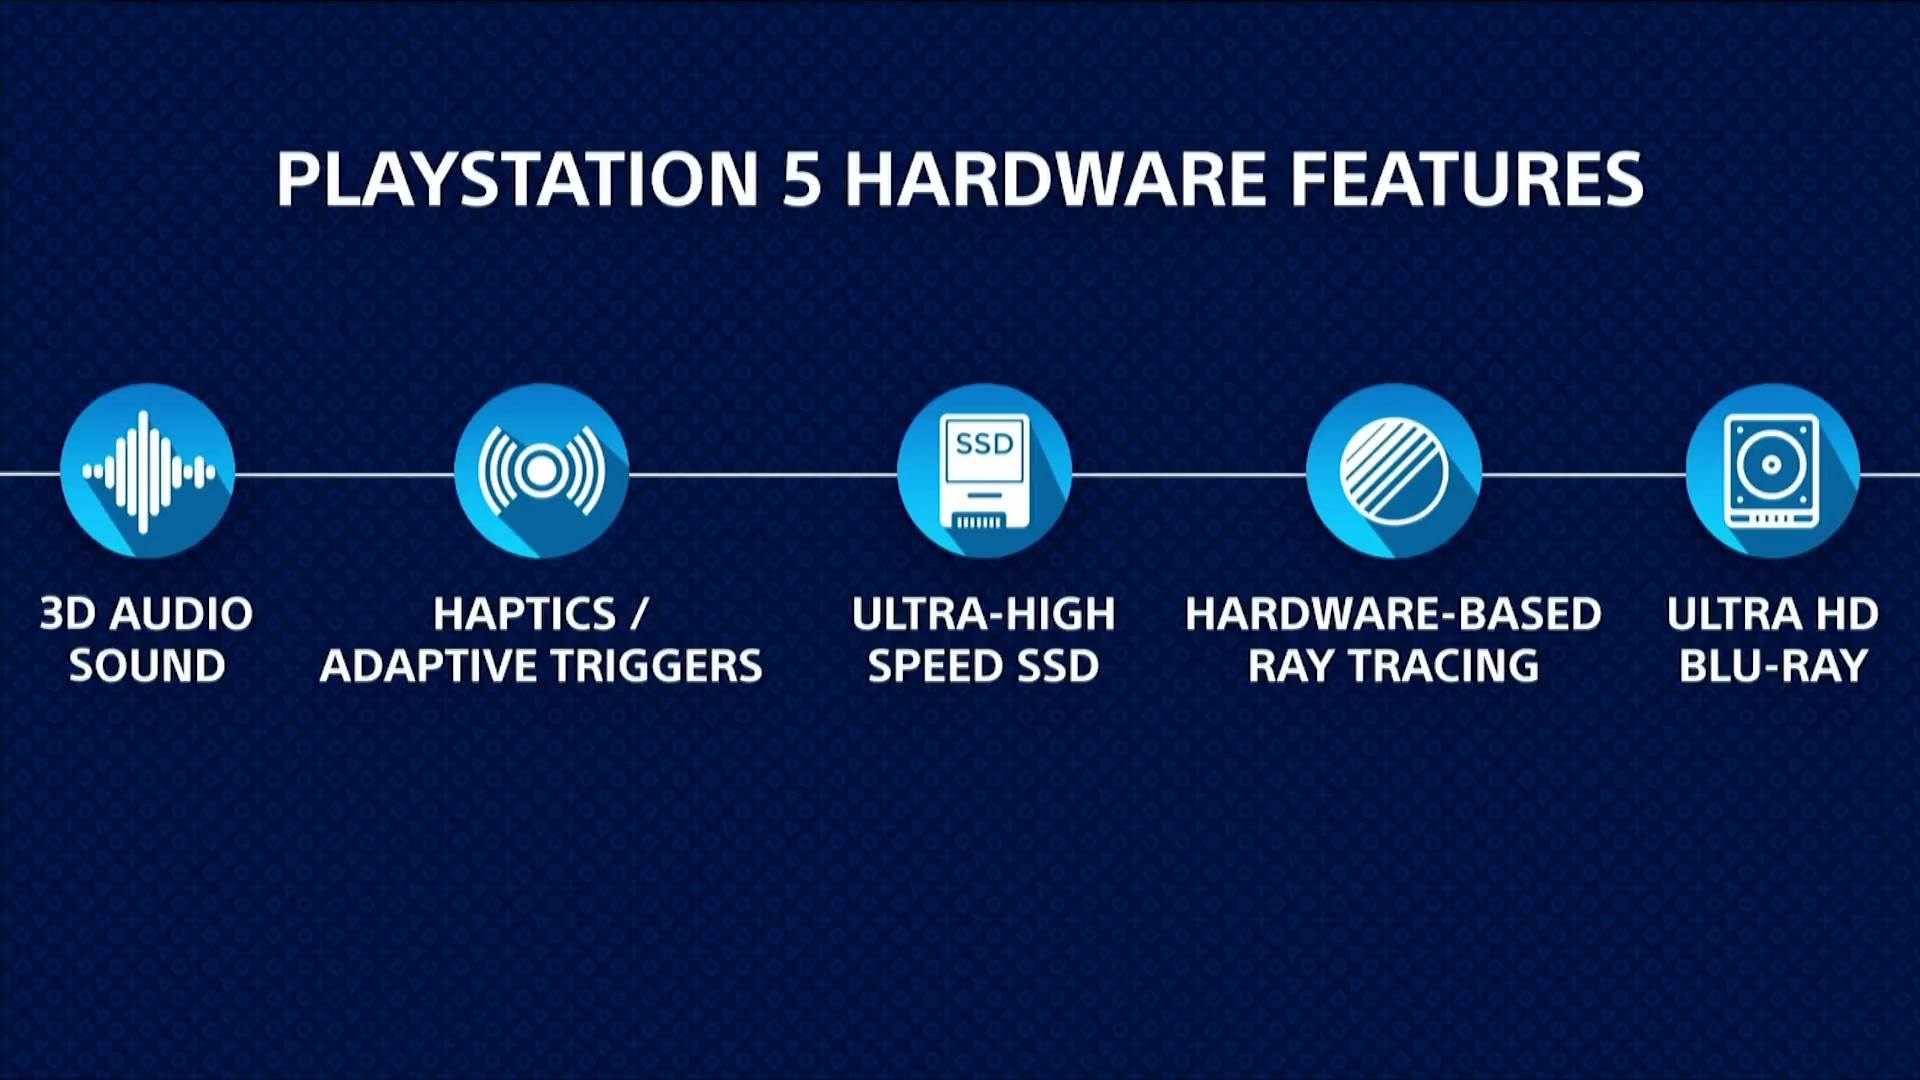 PLAYSTATION 5 HARDWARE FEATURES
SSD
3D AUDIO
SOUND
HAPTICS /
ADAPTIVE TRIGGERS
ULTRA-HIGH
SPEED SSD
HARDWARE-BASED
RAY TRACING
ULTRA HD
BLU-RAY